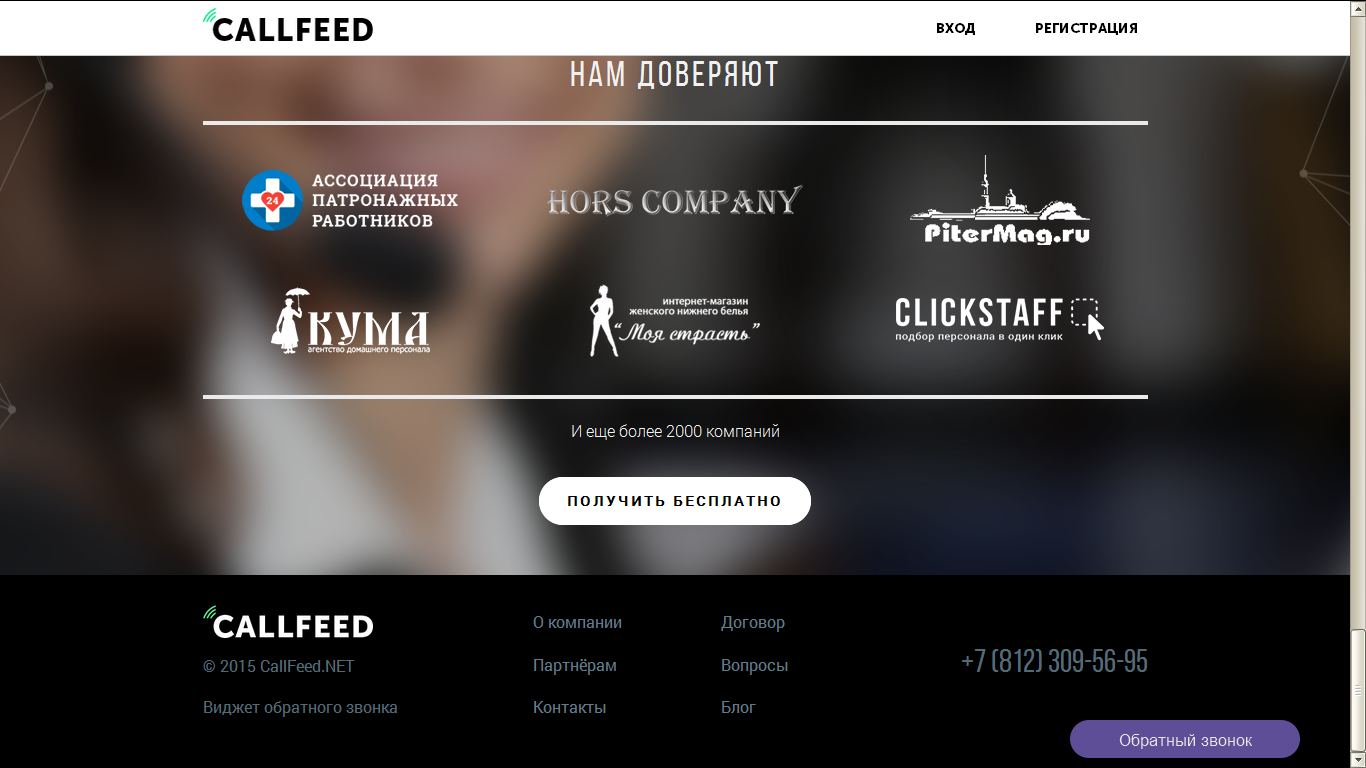 CALLFEED
ВХОД
РЕГИСТРАЦИЯ
НАМ ДОВЕРЯЮТ
24
АССОЦИАЦИЯ
ПАТРОНАЖНЫХ
РАБОТНИКОВ
HORS COMPANY
PiterMag.ru
КУМА
агентство домашнего персонала
интернет-магазин
женского нижнего белья
“Моя страсть”
CLICKSTAFF
подбор персонала в один клик
И еще более 2000 компаний
ПОЛУЧИТЬ БЕСПЛАТНО
CALLFEED
© 2015 CallFeed.NET
Виджет обратного звонка
О компании
Партнёрам
Контакты
Договор
Вопросы
Блог
+7 (812) 309-56-95
Обратный звонок